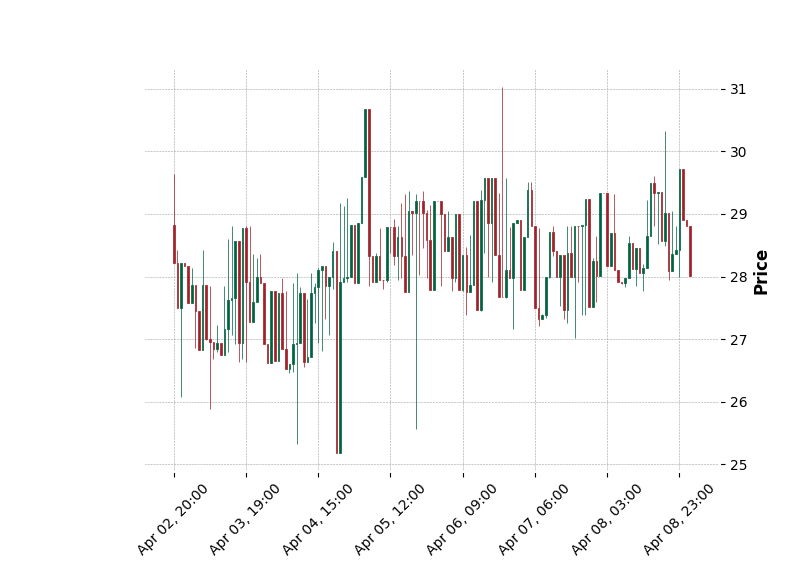 31
30
29
28
27
26
25
Price
Apr 02, 20:00
Apr 03, 19:00
Apr 04, 15:00
Apr 05, 12:00
Apr 06, 09:00
Apr 07, 06:00
Apr 08, 03:00
Apr 08, 23:00